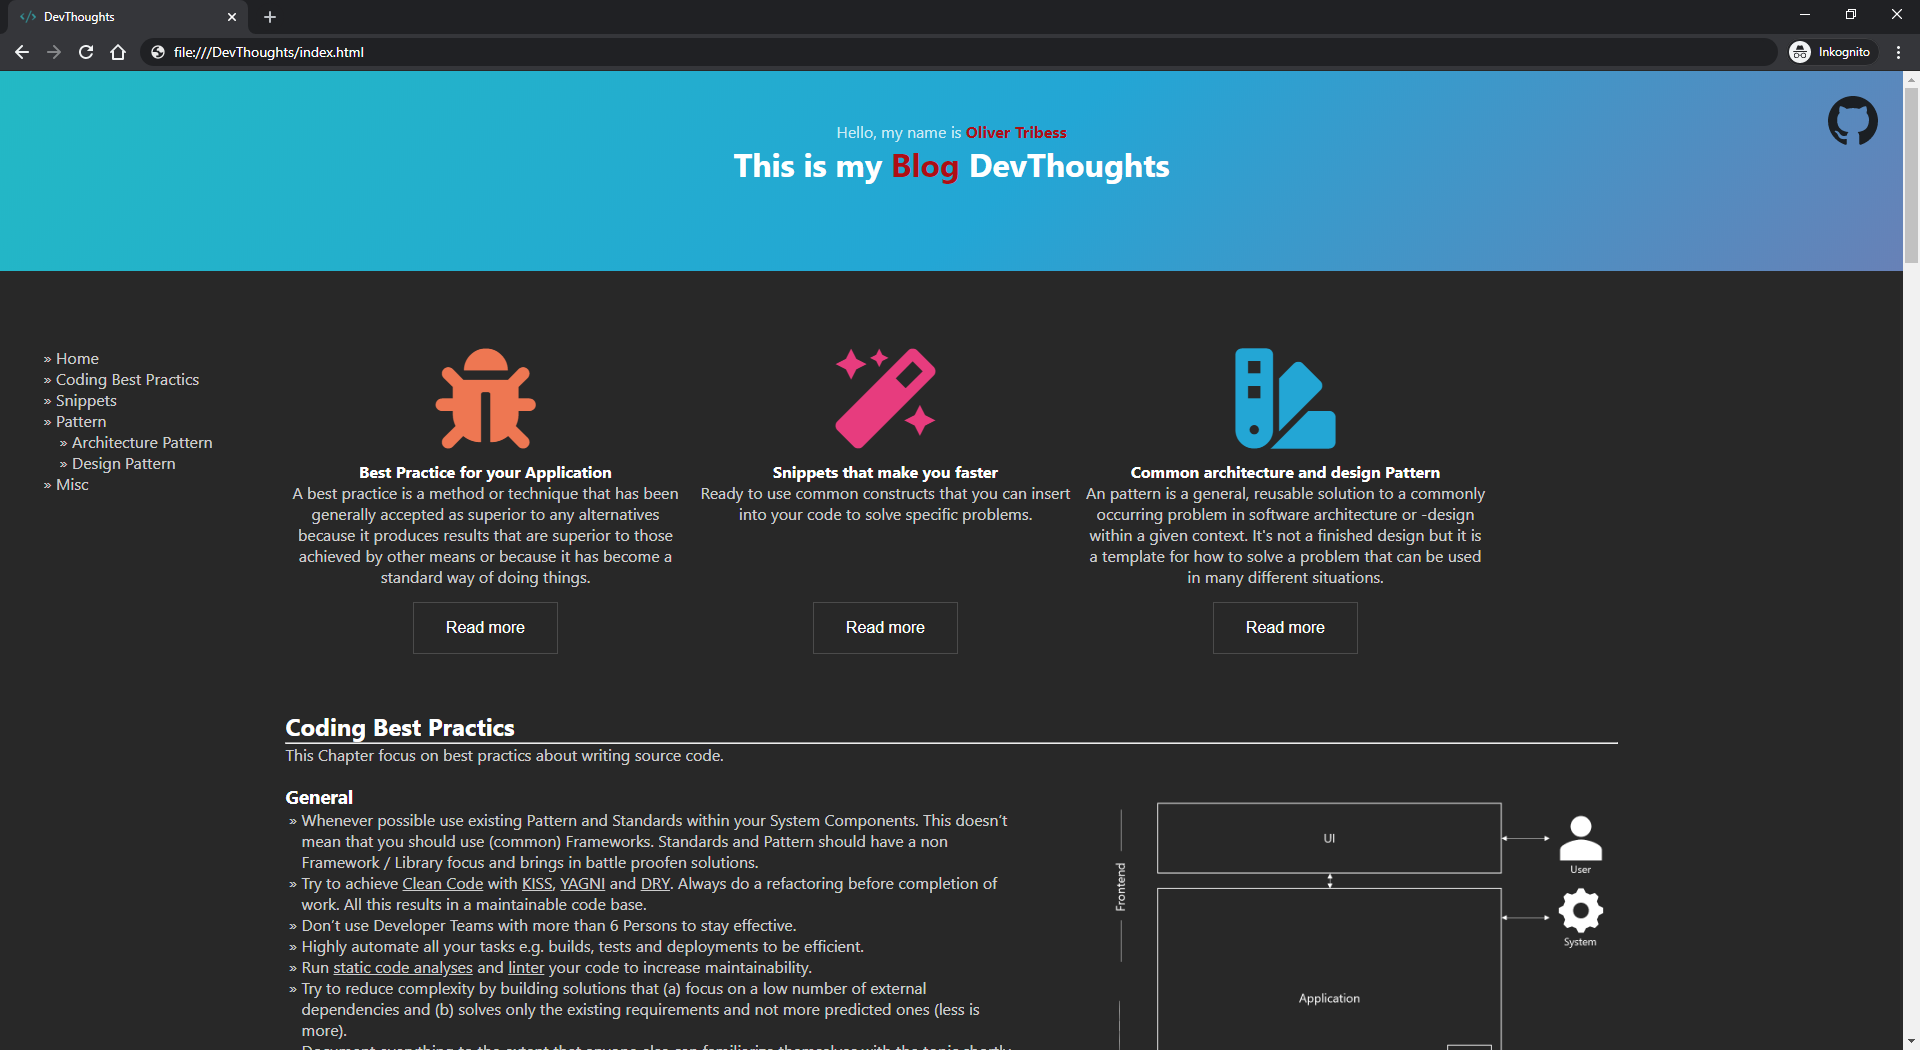 DevThoughts
file:///DevThoughts/index.html
Inkognito
Hello, my name is Oliver Tribess
This is my Blog DevThoughts
» Home
» Coding Best Practics
» Snippets
» Pattern
» Architecture Pattern
» Design Pattern
» Misc
Best Practice for your Application
A best practice is a method or technique that has been
generally accepted as superior to any alternatives
because it produces results that are superior to those
achieved by other means or because it has become a
standard way of doing things.
Read more
Snippets that make you faster
Ready to use common constructs that you can insert
into your code to solve specific problems.
Read more
Common architecture and design Pattern
An pattern is a general, reusable solution to a commonly
occurring problem in software architecture or -design
within a given context. It's not a finished design but it is
a template for how to solve a problem that can be used
in many different situations.
Read more
Coding Best Practics
This Chapter focus on best practics about writing source code.
General
» Whenever possible use existing Pattern and Standards within your System Components. This doesn’t
mean that you should use (common) Frameworks. Standards and Pattern should have a non
Framework / Library focus and brings in battle proofen solutions.
» Try to achieve Clean Code with KISS, YAGNI and DRY. Always do a refactoring before completion of
work. All this results in a maintainable code base.
» Don’t use Developer Teams with more than 6 Persons to stay effective.
» Highly automate all your tasks e.g. builds, tests and deployments to be efficient.
» Run static code analyses and linter your code to increase maintainability.
» Try to reduce complexity by building solutions that (a) focus on a low number of external
dependencies and (b) solves only the existing requirements and not more predicted ones (less is
more).
Document everything to the extent that anyone else can familiarize themselves with the topic shortly
Frontend
UI
User
System
Application